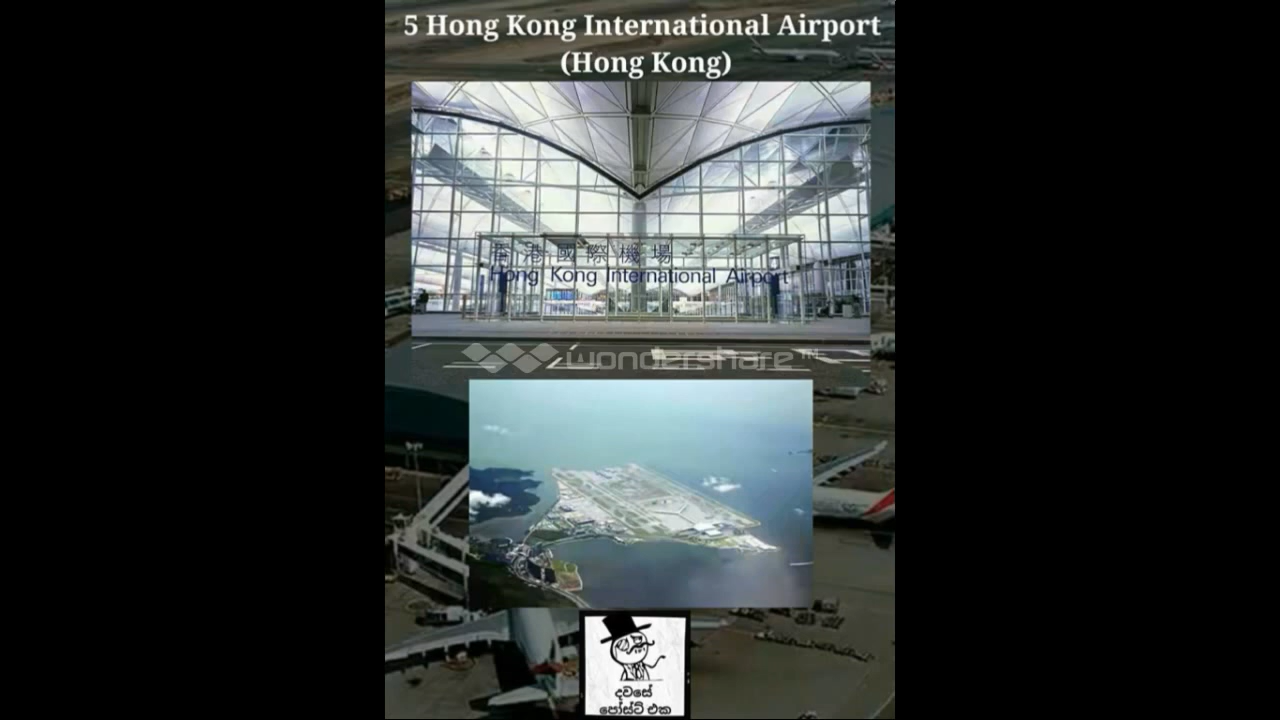 5 Hong Kong International Airport
(Hong Kong)
香港國際機場
Hong Kong International Airport
wondershare™
දවසේ
පෝස්ට් එක